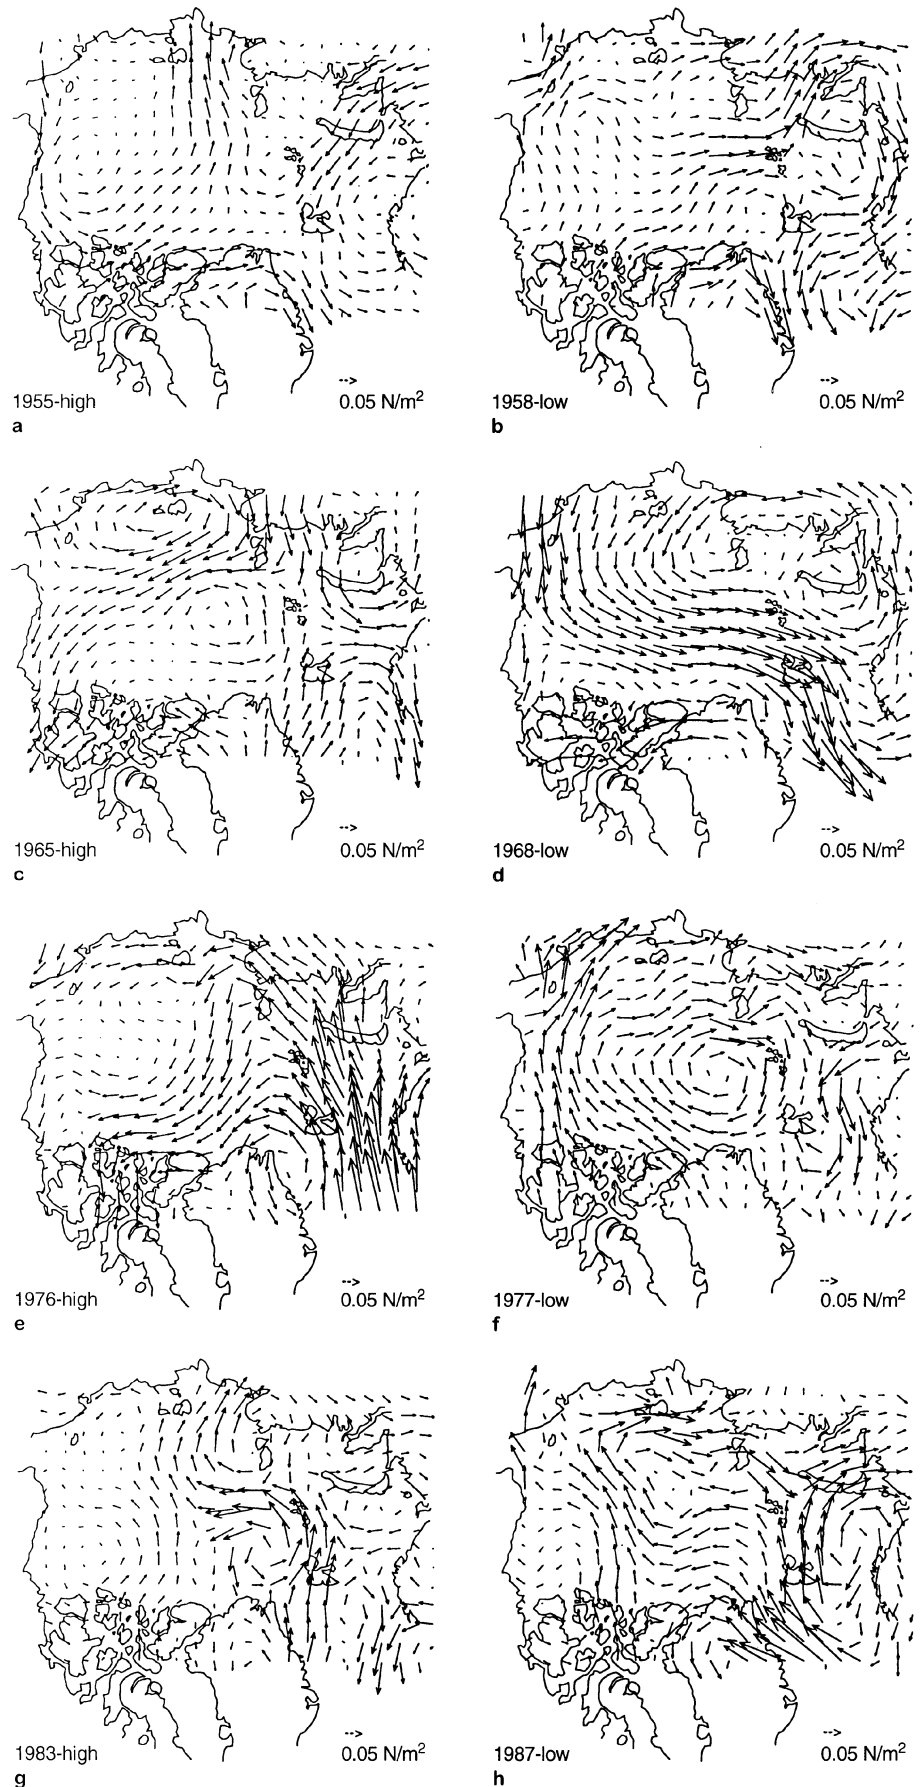 -->
1955-high 0.05 N/m²
a
-->
1958-low 0.05 N/m²
b
-->
1965-high 0.05 N/m²
c
-->
1968-low 0.05 N/m²
d
-->
1976-high 0.05 N/m²
e
-->
1977-low 0.05 N/m²
f
-->
1983-high 0.05 N/m²
g
-->
1987-low 0.05 N/m²
h